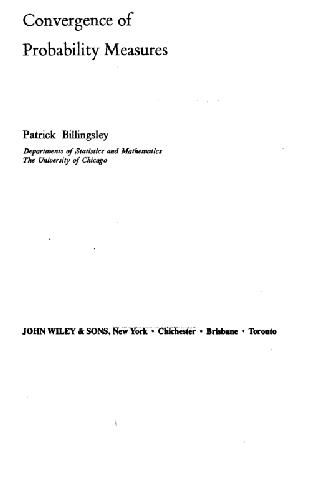 Convergence of
Probability Measures
Patrick Billingsley
Departments of Statistics and Mathematics
The University of Chicago
JOHN WILEY & SONS, New York • Chichester • Brisbane • Toronto